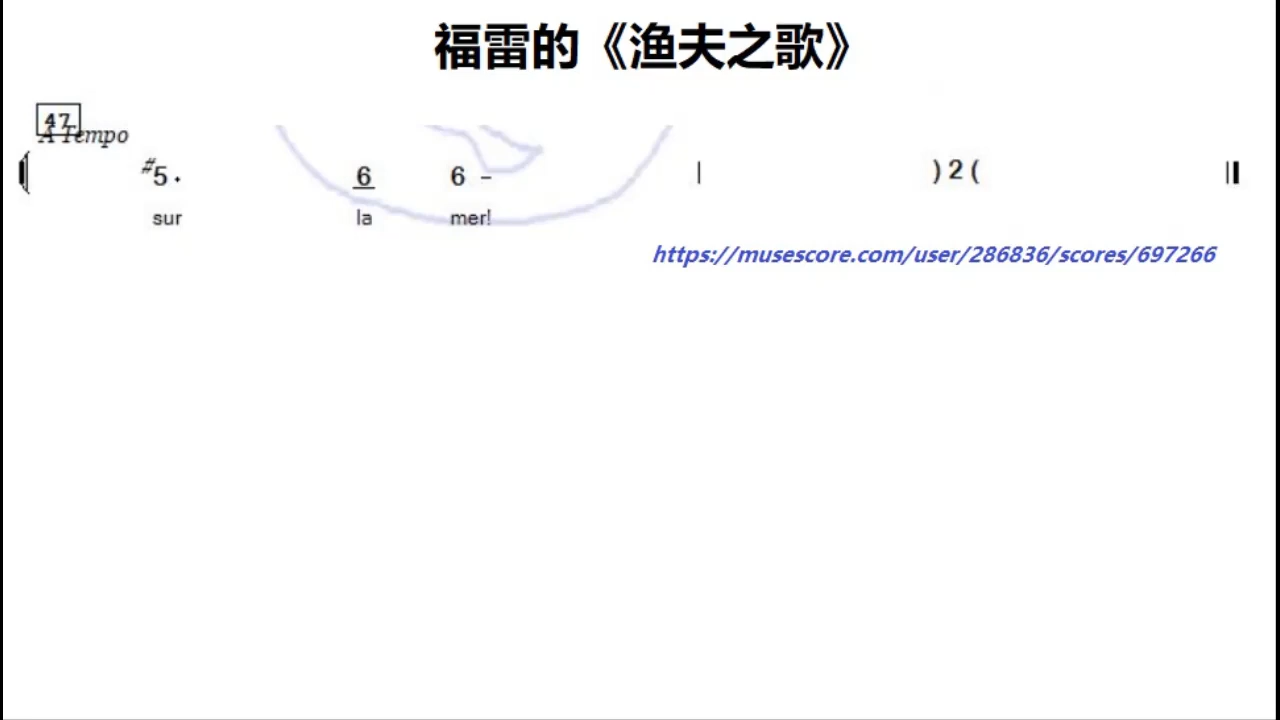 福雷的《渔夫之歌》
47
A Tempo
#5. 6 6 – | ) 2 ( ||
sur la mer!
https://musescore.com/user/286836/scores/697266